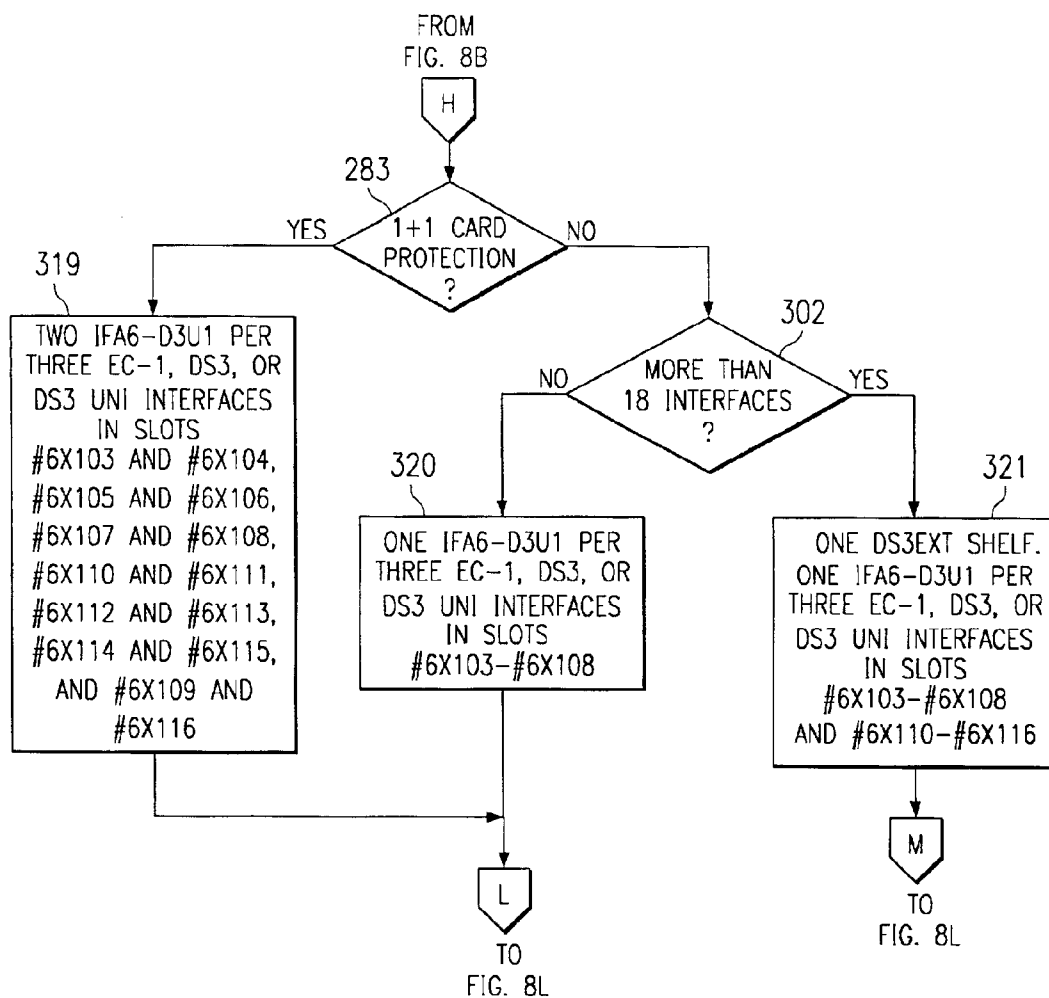 FROM
FIG. 8B
H
283
1+1 CARD
PROTECTION
?
YES
NO
319
TWO IFA6-D3U1 PER
THREE EC-1, DS3, OR
DS3 UNI INTERFACES
IN SLOTS
#6X103 AND #6X104,
#6X105 AND #6X106,
#6X107 AND #6X108,
#6X110 AND #6X111,
#6X112 AND #6X113,
#6X114 AND #6X115,
AND #6X109 AND
#6X116
302
MORE THAN
18 INTERFACES
?
NO
YES
320
ONE IFA6-D3U1 PER
THREE EC-1, DS3, OR
DS3 UNI INTERFACES
IN SLOTS
#6X103-#6X108
321
ONE DS3EXT SHELF.
ONE IFA6-D3U1 PER
THREE EC-1, DS3, OR
DS3 UNI INTERFACES
IN SLOTS
#6X103-#6X108
AND #6X110-#6X116
L
TO
FIG. 8L
M
TO
FIG. 8L